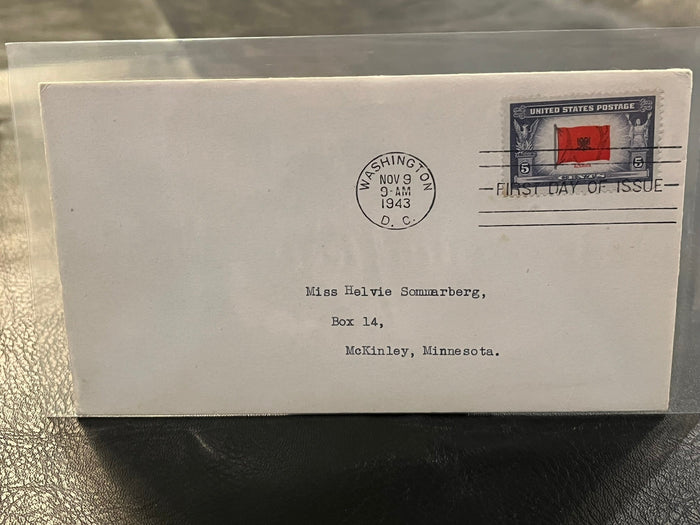 UNITED STATES POSTAGE
5 5
CENTS
WASHINGTON
NOV 9
9-AM
1943
D. C.
FIRST DAY OF ISSUE
Miss Helvie Sommarberg,
Box 14,
McKinley, Minnesota.